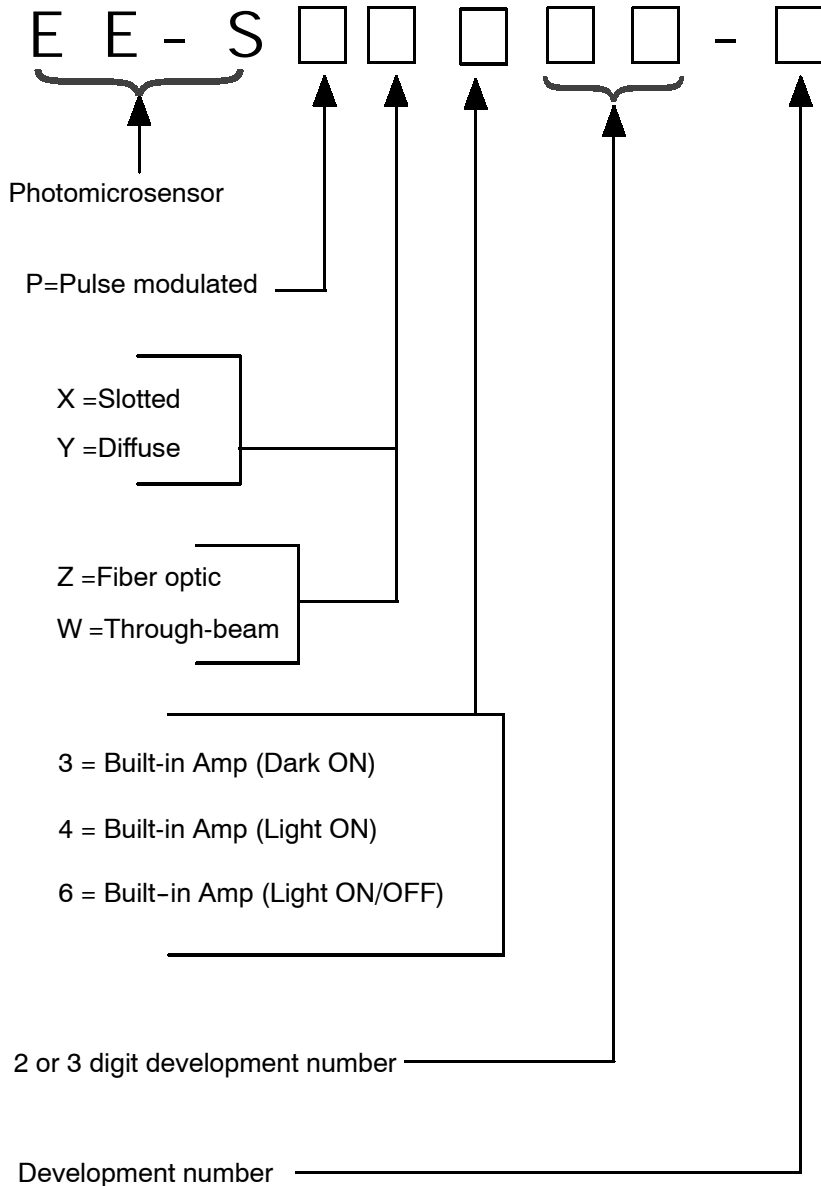 E E - S □ □ □ □ □ - □
Photomicrosensor
P=Pulse modulated
X =Slotted
Y =Diffuse
Z =Fiber optic
W =Through-beam
3 = Built-in Amp (Dark ON)
4 = Built-in Amp (Light ON)
6 = Built-in Amp (Light ON/OFF)
2 or 3 digit development number
Development number